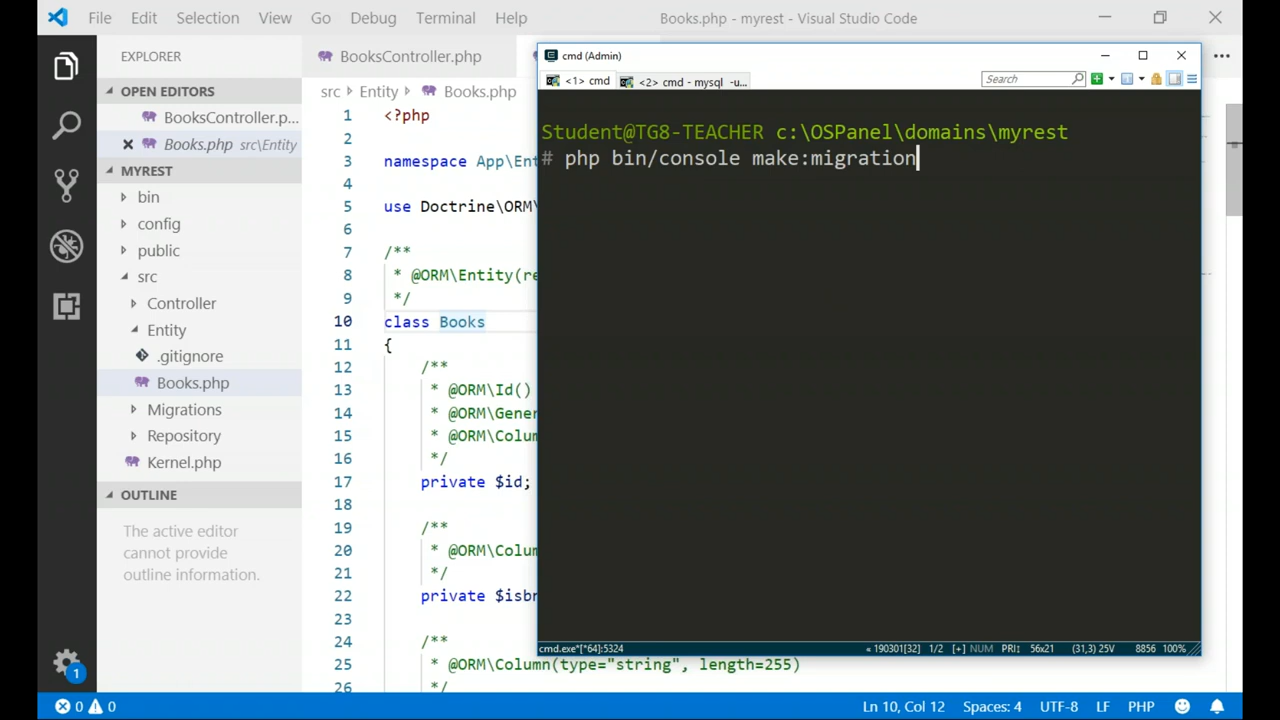 File Edit Selection View Go Debug Terminal Help Books.php - myrest - Visual Studio Code
EXPLORER
OPEN EDITORS
BooksController.p...
Books.php src\Entity
MYREST
bin
config
public
src
Controller
Entity
.gitignore
Books.php
Migrations
Repository
Kernel.php
OUTLINE
The active editor
cannot provide
outline information.
BooksController.php
src Entity Books.php
1 <?php
2
3 namespace App\Ent
4
5 use Doctrine\ORM\
6
7 /**
8 * @ORM\Entity(re
9 */
10 class Books
11 {
12 /**
13 * @ORM\Id()
14 * @ORM\Gener
15 * @ORM\Colum
16 */
17 private $id;
18
19 /**
20 * @ORM\Colum
21 */
22 private $isbn
23
24 /**
25 * @ORM\Column(type="string", length=255)
26 */
cmd (Admin)
<1> cmd <2> cmd - mysql -u... Search
Student@TG8-TEACHER c:\OSPanel\domains\myrest
# php bin/console make:migration
cmd.exe*[*64]:5324 « 190301[32] 1/2 [+] NUM PRI↕ 56x21 (31,3) 25V 8856 100%
0 0 Ln 10, Col 12 Spaces: 4 UTF-8 LF PHP
1